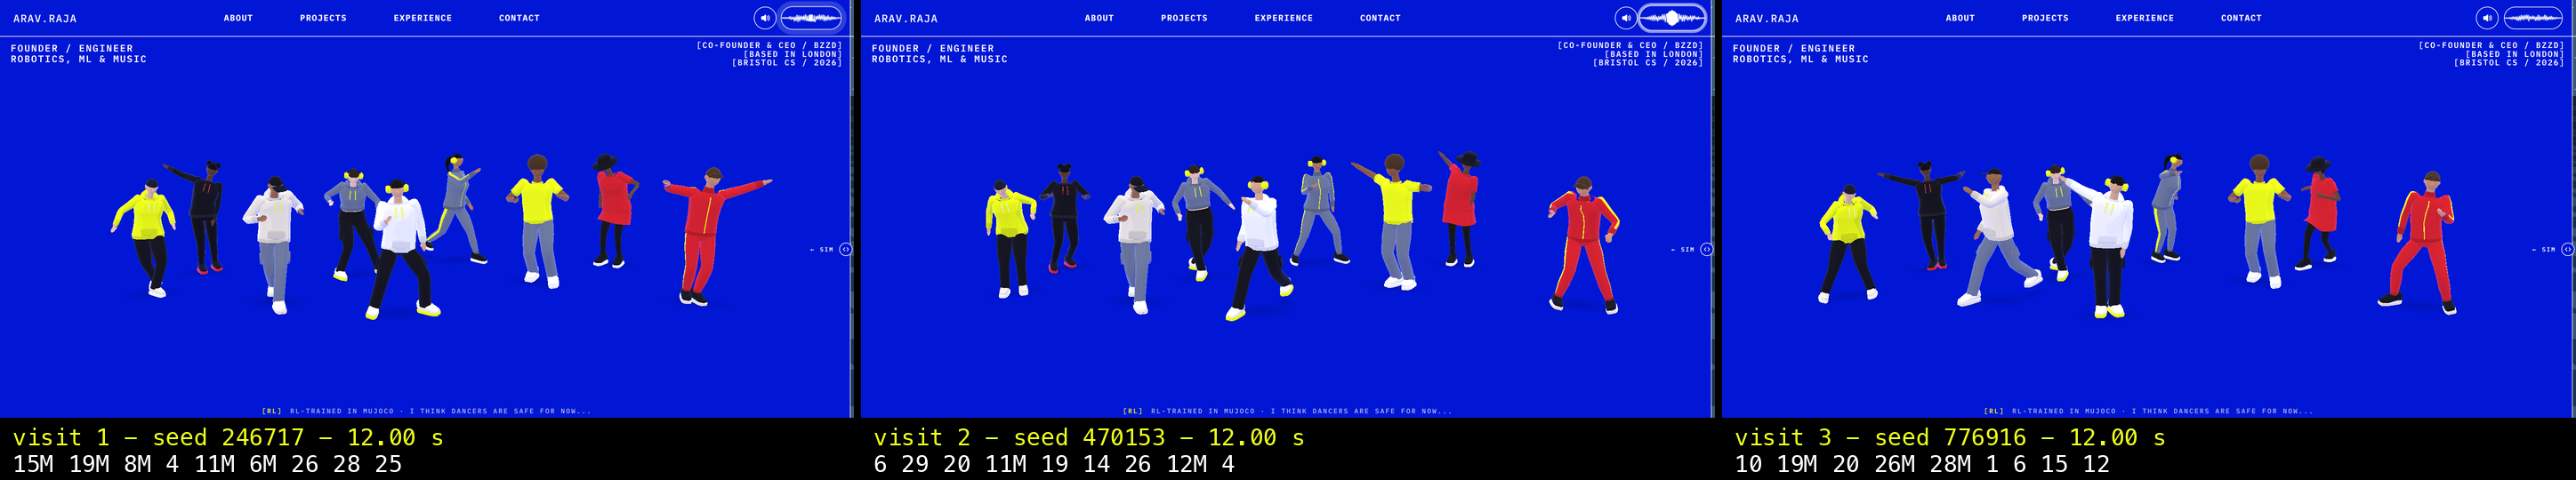 ARAV.RAJA ABOUT PROJECTS EXPERIENCE CONTACT
FOUNDER / ENGINEER
ROBOTICS, ML & MUSIC
[CO-FOUNDER & CEO / BZZD]
[BASED IN LONDON]
[BRISTOL CS / 2026]
← SIM
[RL] RL-TRAINED IN MUJOCO · I THINK DANCERS ARE SAFE FOR NOW...
visit 1 — seed 246717 — 12.00 s
15M 19M 8M 4 11M 6M 26 28 25
ARAV.RAJA ABOUT PROJECTS EXPERIENCE CONTACT
FOUNDER / ENGINEER
ROBOTICS, ML & MUSIC
[CO-FOUNDER & CEO / BZZD]
[BASED IN LONDON]
[BRISTOL CS / 2026]
← SIM
[RL] RL-TRAINED IN MUJOCO · I THINK DANCERS ARE SAFE FOR NOW...
visit 2 — seed 470153 — 12.00 s
6 29 20 11M 19 14 26 12M 4
ARAV.RAJA ABOUT PROJECTS EXPERIENCE CONTACT
FOUNDER / ENGINEER
ROBOTICS, ML & MUSIC
[CO-FOUNDER & CEO / BZZD]
[BASED IN LONDON]
[BRISTOL CS / 2026]
← SIM
[RL] RL-TRAINED IN MUJOCO · I THINK DANCERS ARE SAFE FOR NOW...
visit 3 — seed 776916 — 12.00 s
10 19M 20 26M 28M 1 6 15 12